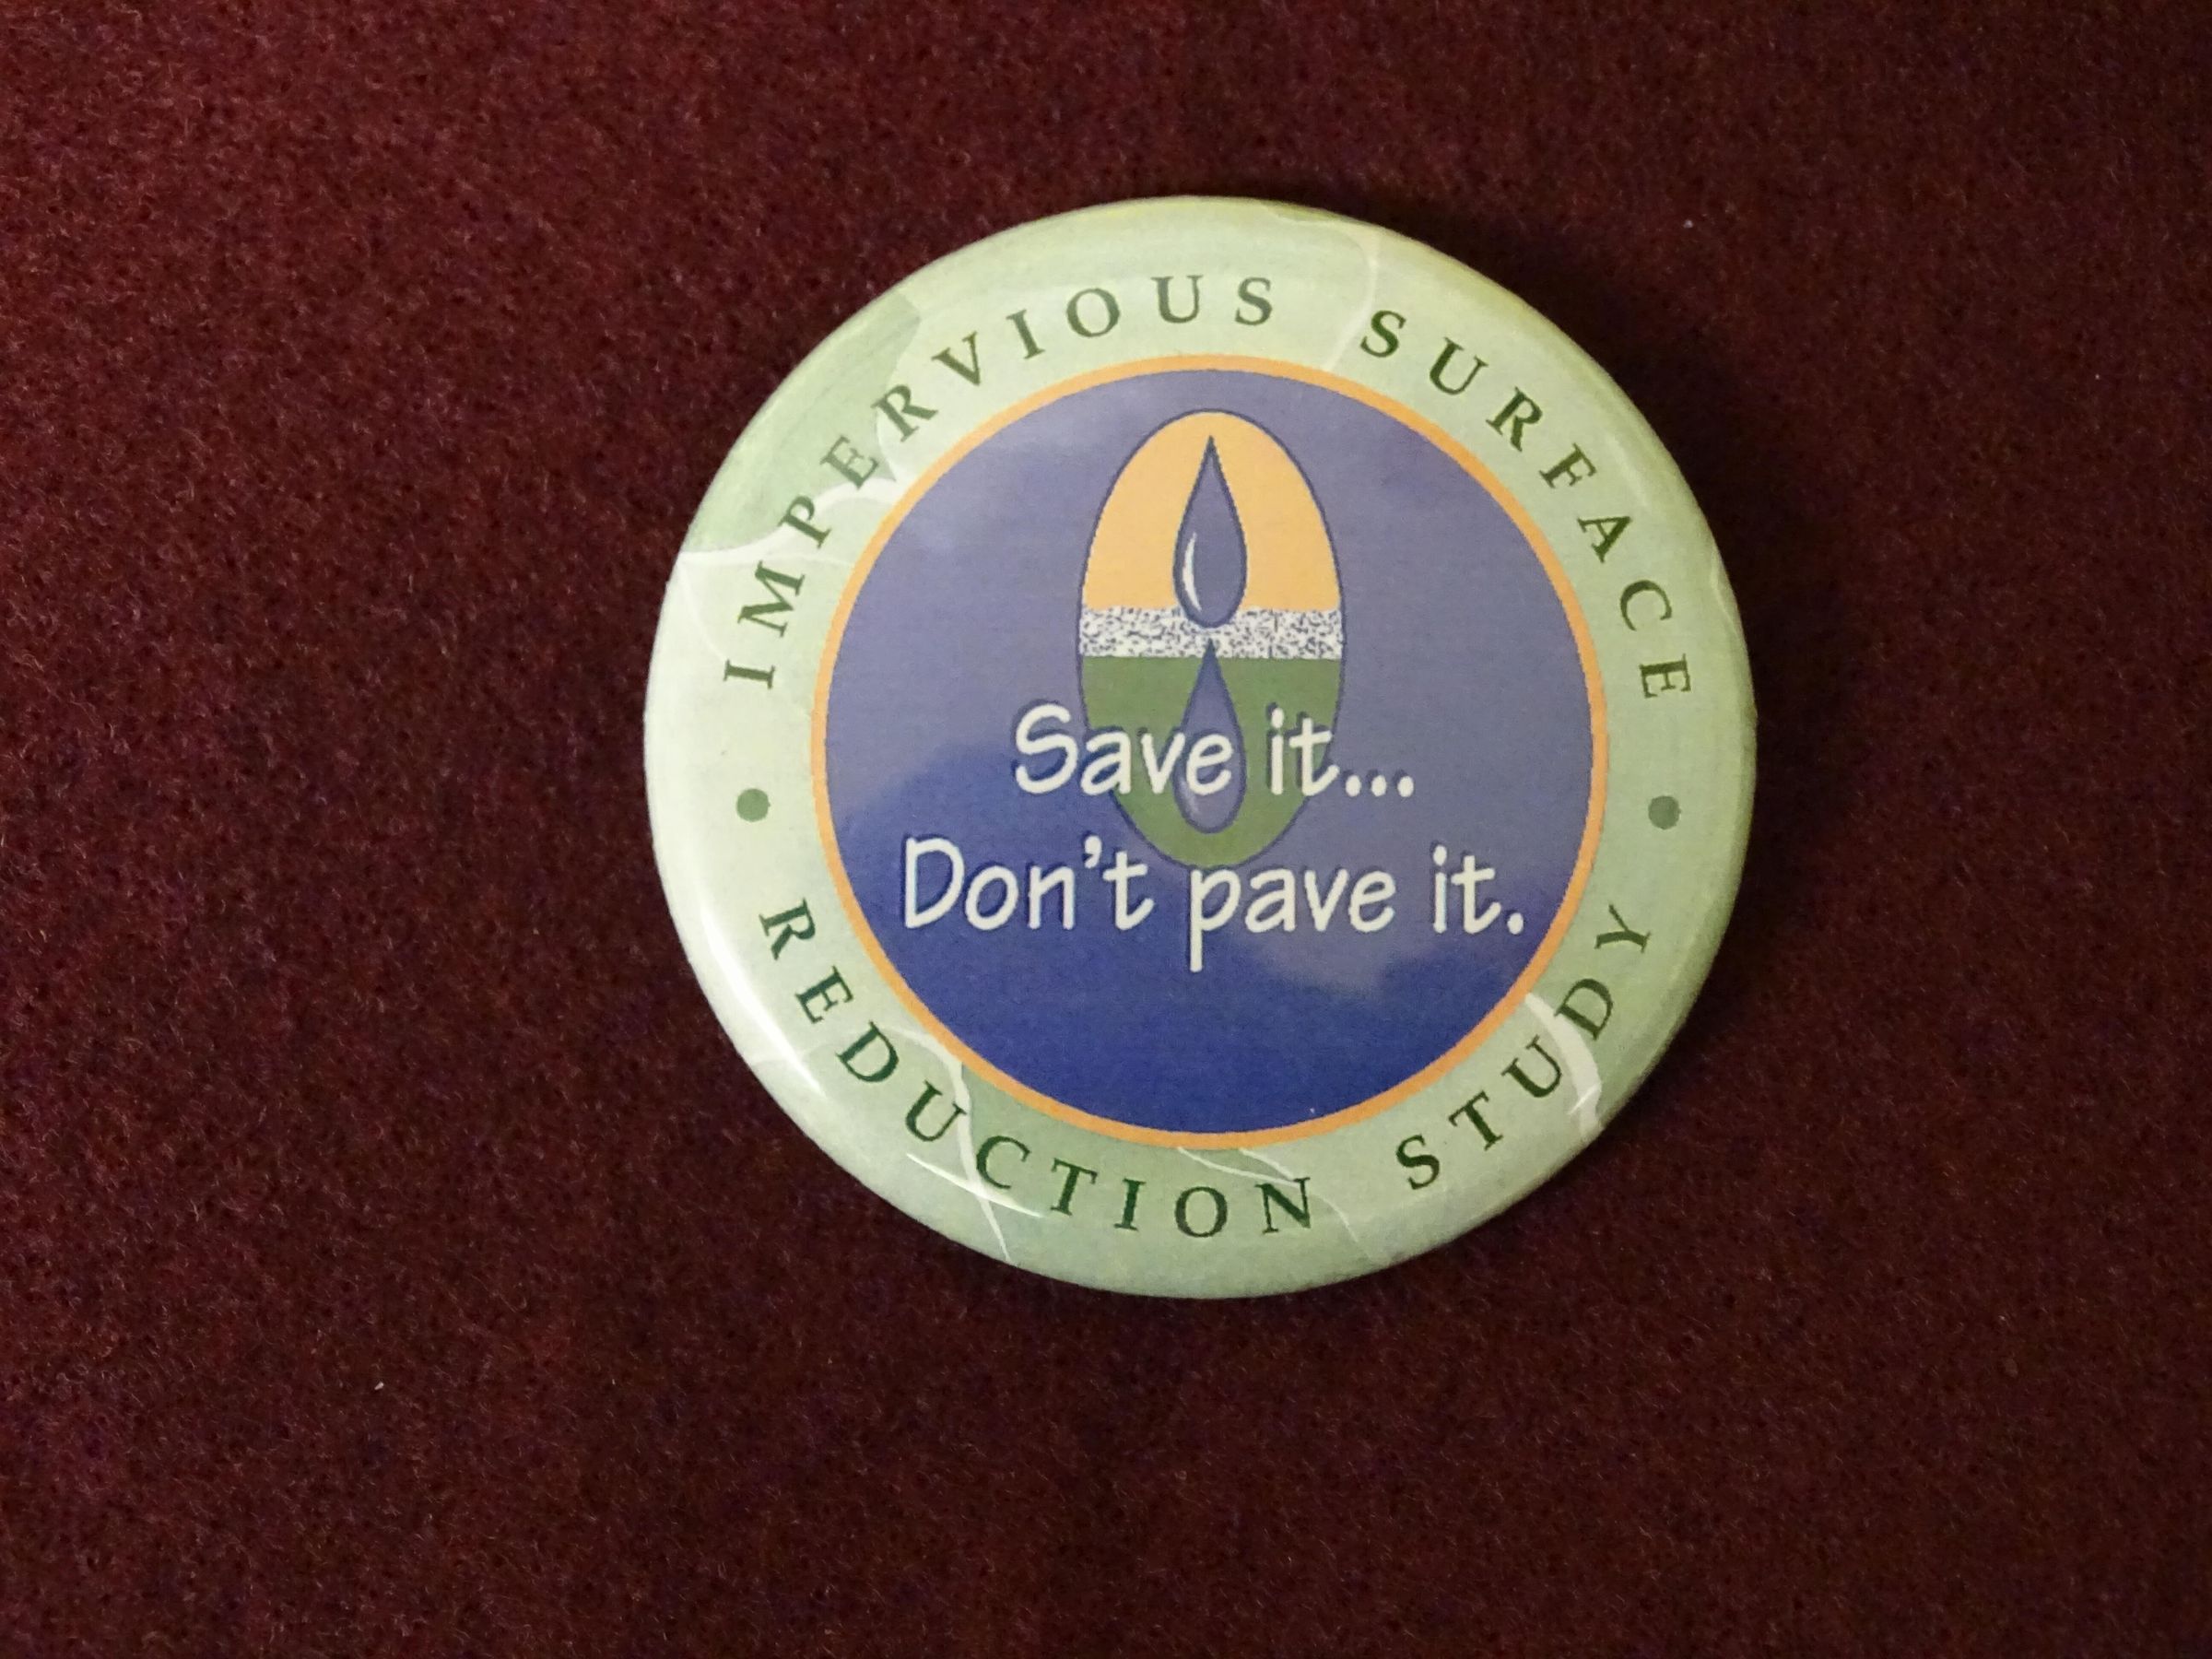 IMPERVIOUS SURFACE
Save it...
Don't pave it.
REDUCTION STUDY